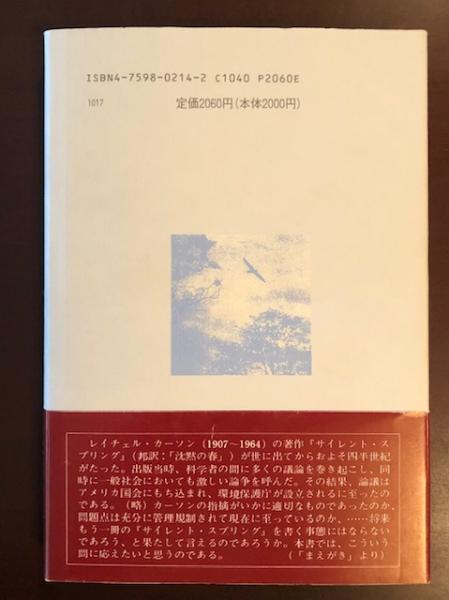 ISBN4-7598-0214-2 C1040 P2060E
1017
定価2060円(本体2000円)
レイチェル・カーソン(1907〜1964)の著作『サイレント・ス
プリング』(邦訳:「沈黙の春」)が世に出てからおよそ四半世紀
がたった。出版当時、科学者の間に多くの議論を巻き起こし、同
時に一般社会においても激しい論争を呼んだ。その結果、論議は
アメリカ国会にももち込まれ、環境保護庁が設立されるに至ったの
である。(略)カーソンの指摘がいかに適切なものであったのか、
問題点は充分に管理規制されて現在に至っているのか、……将来
もう一冊の『サイレント・スプリング』を書く事態にはならない
であろう、と果たして言えるのであろうか。本書では、こういう
問に応えたいと思うのである。 (「まえがき」より)